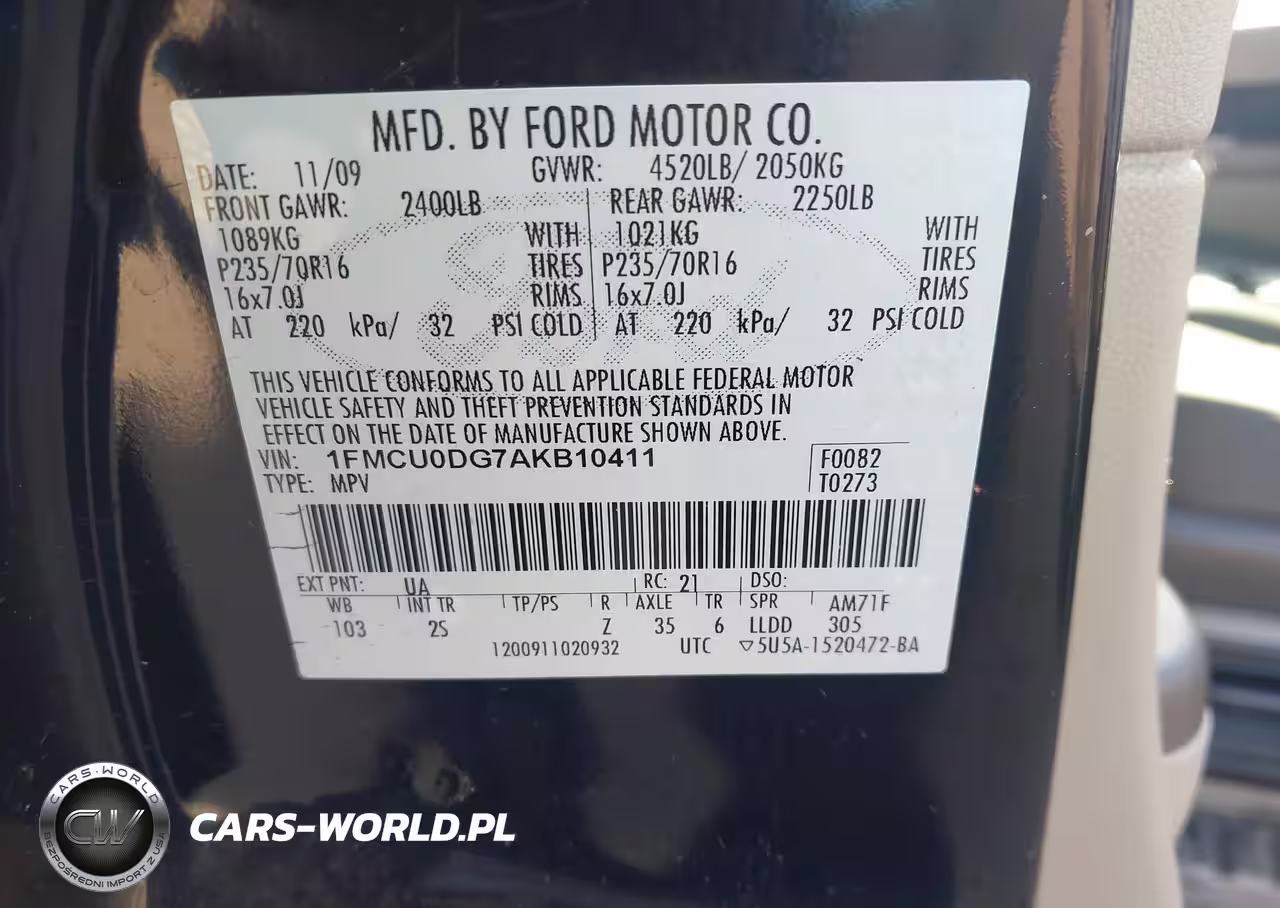 MFD. BY FORD MOTOR CO.
DATE: 11/09 GVWR: 4520LB/ 2050KG
FRONT GAWR: 2400LB REAR GAWR: 2250LB
1089KG WITH 1021KG WITH
P235/70R16 TIRES P235/70R16 TIRES
16x7.0J RIMS 16x7.0J RIMS
AT 220 kPa/ 32 PSI COLD AT 220 kPa/ 32 PSI COLD
THIS VEHICLE CONFORMS TO ALL APPLICABLE FEDERAL MOTOR
VEHICLE SAFETY AND THEFT PREVENTION STANDARDS IN
EFFECT ON THE DATE OF MANUFACTURE SHOWN ABOVE.
VIN: 1FMCU0DG7AKB10411 F0082
TYPE: MPV T0273
EXT PNT: UA RC: 21 DSO:
WB INT TR TP/PS R AXLE TR SPR AM71F
103 2S Z 35 6 LLDD 305
1200911020932 UTC ▽5U5A-1520472-BA
CARS-WORLD
CW
BEZPOŚREDNI IMPORT Z USA
CARS-WORLD.PL